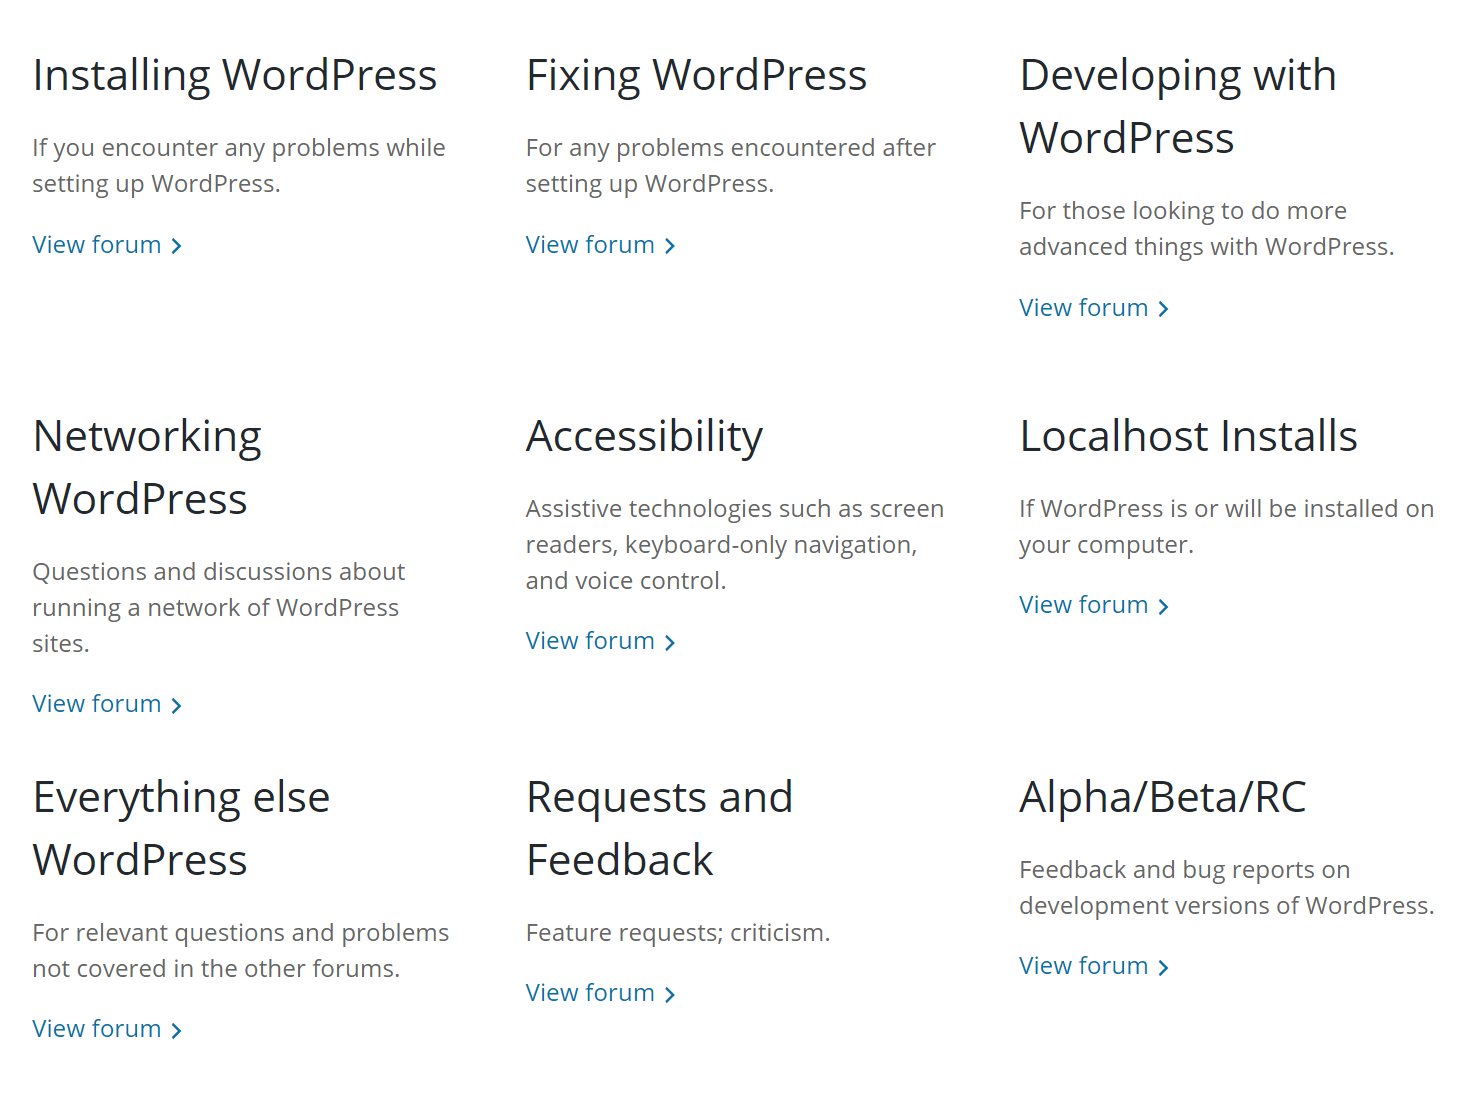 Installing WordPress
If you encounter any problems while
setting up WordPress.
View forum
Fixing WordPress
For any problems encountered after
setting up WordPress.
View forum
Developing with
WordPress
For those looking to do more
advanced things with WordPress.
View forum
Networking
WordPress
Questions and discussions about
running a network of WordPress
sites.
View forum
Accessibility
Assistive technologies such as screen
readers, keyboard-only navigation,
and voice control.
View forum
Localhost Installs
If WordPress is or will be installed on
your computer.
View forum
Everything else
WordPress
For relevant questions and problems
not covered in the other forums.
View forum
Requests and
Feedback
Feature requests; criticism.
View forum
Alpha/Beta/RC
Feedback and bug reports on
development versions of WordPress.
View forum